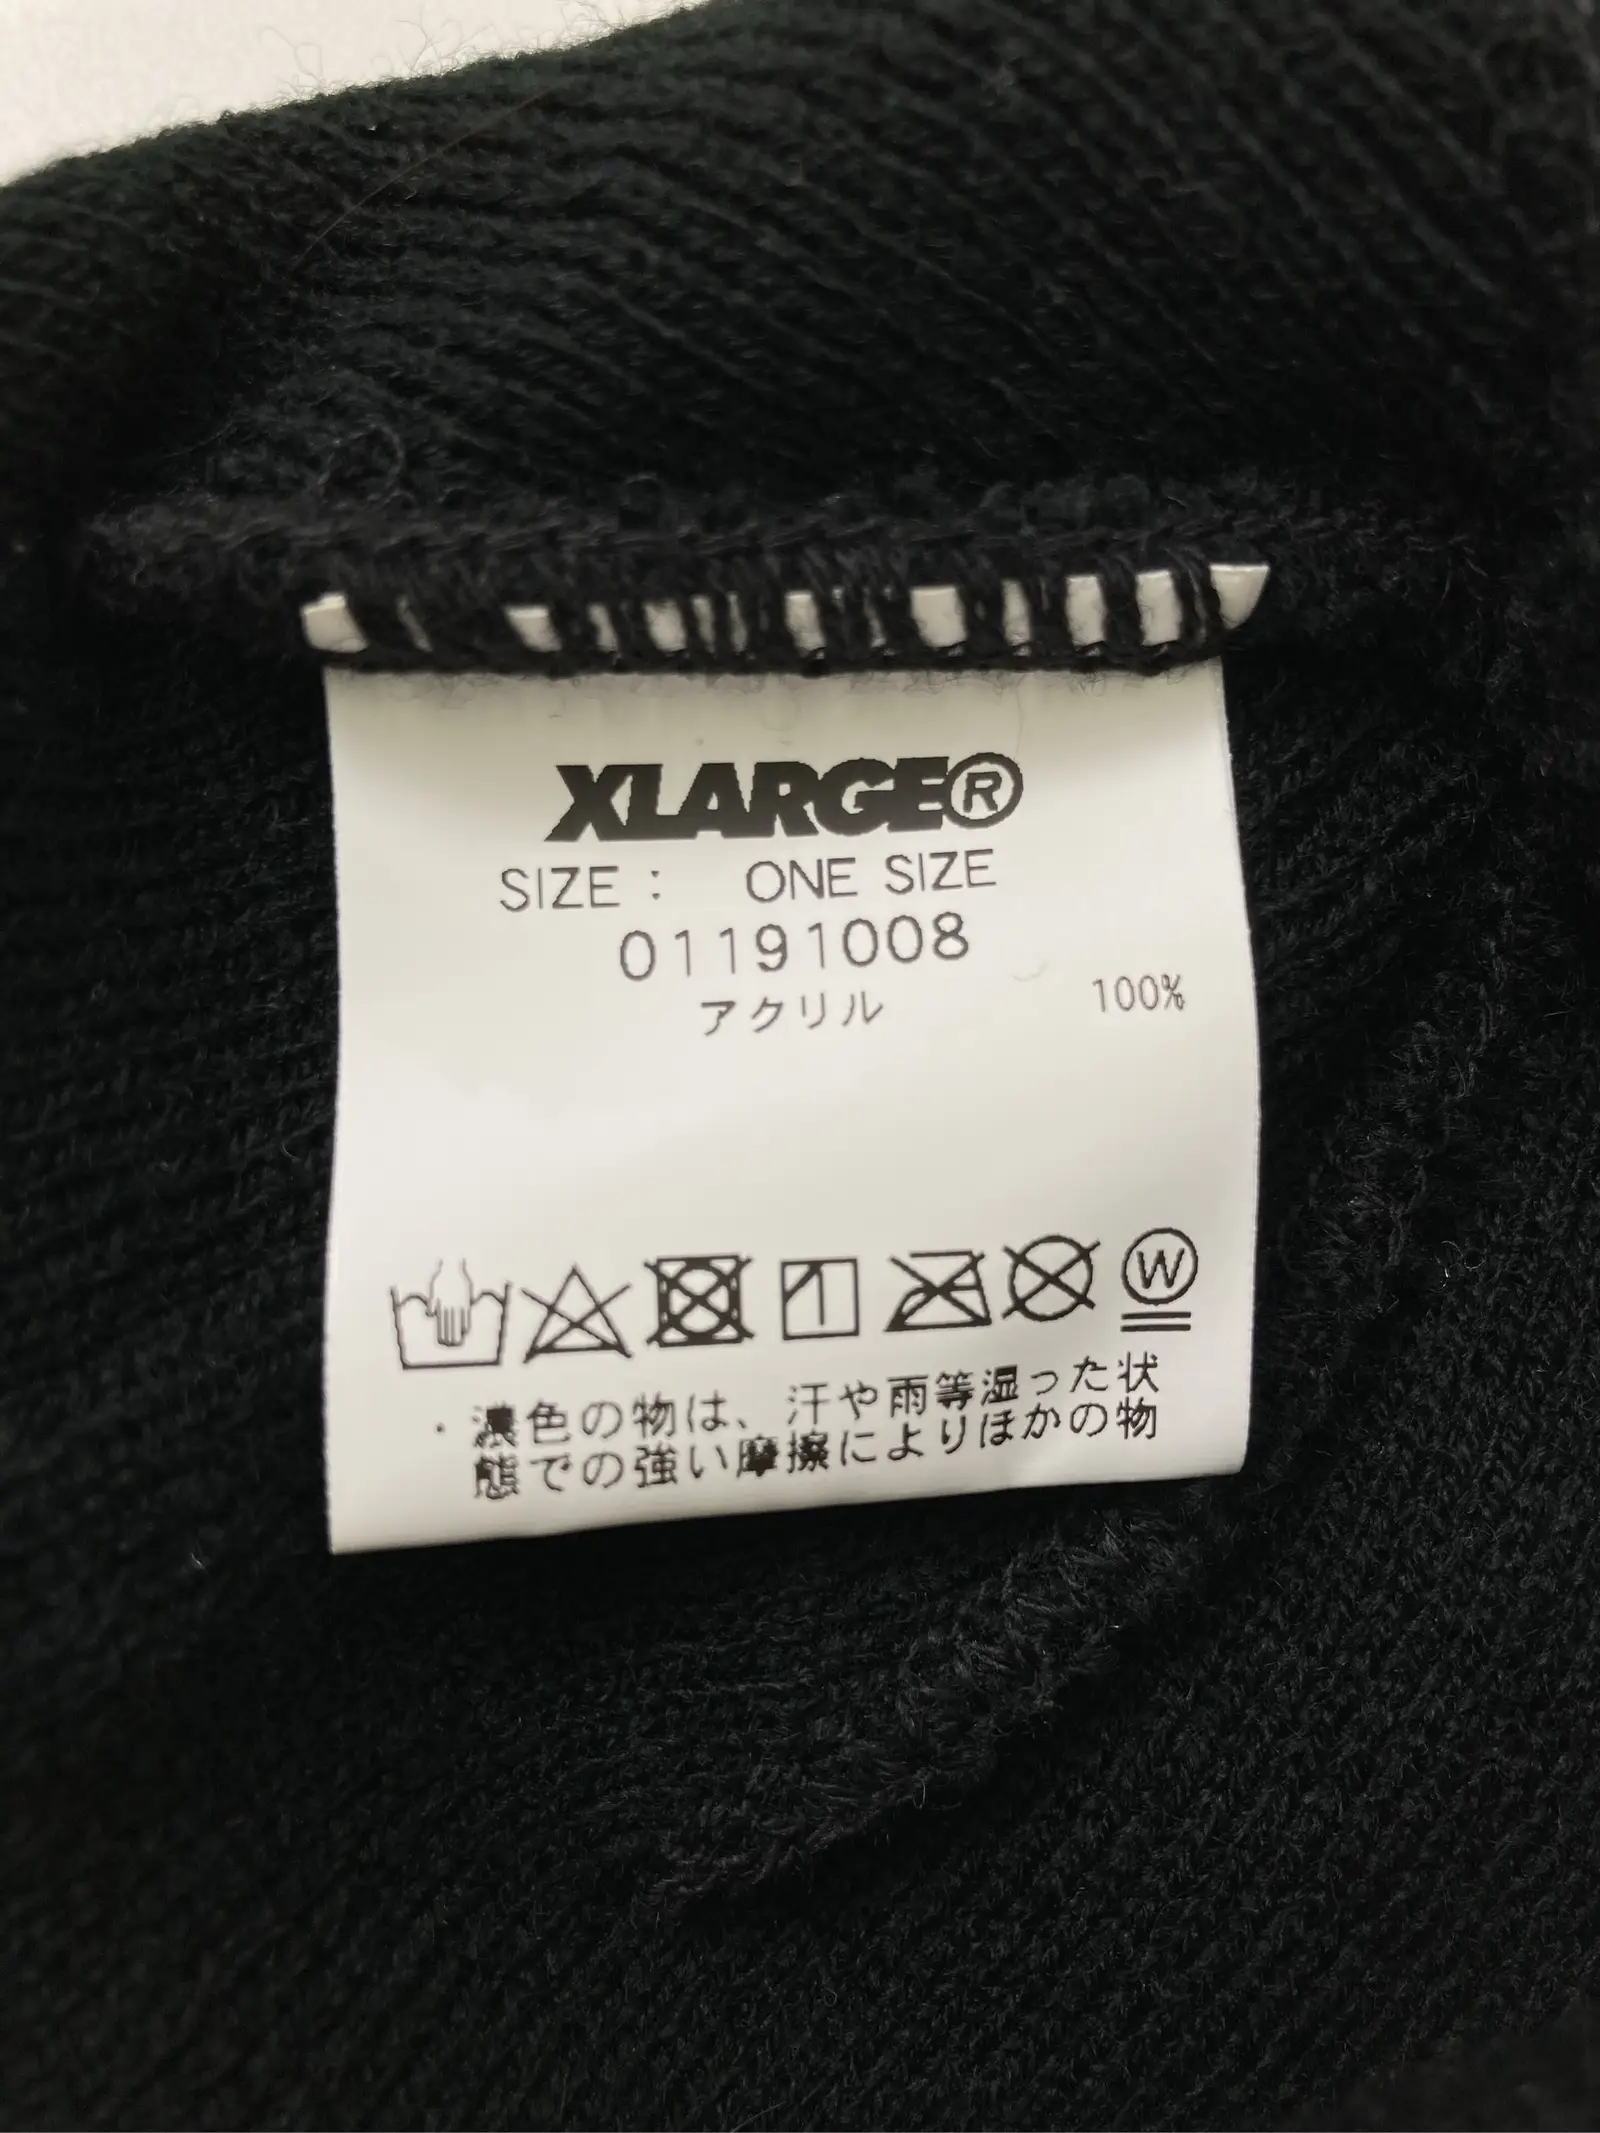 XLARGE®
SIZE : ONE SIZE
01191008
アクリル 100%
W
・濃色の物は、汗や雨等湿った状
態での強い摩擦によりほかの物